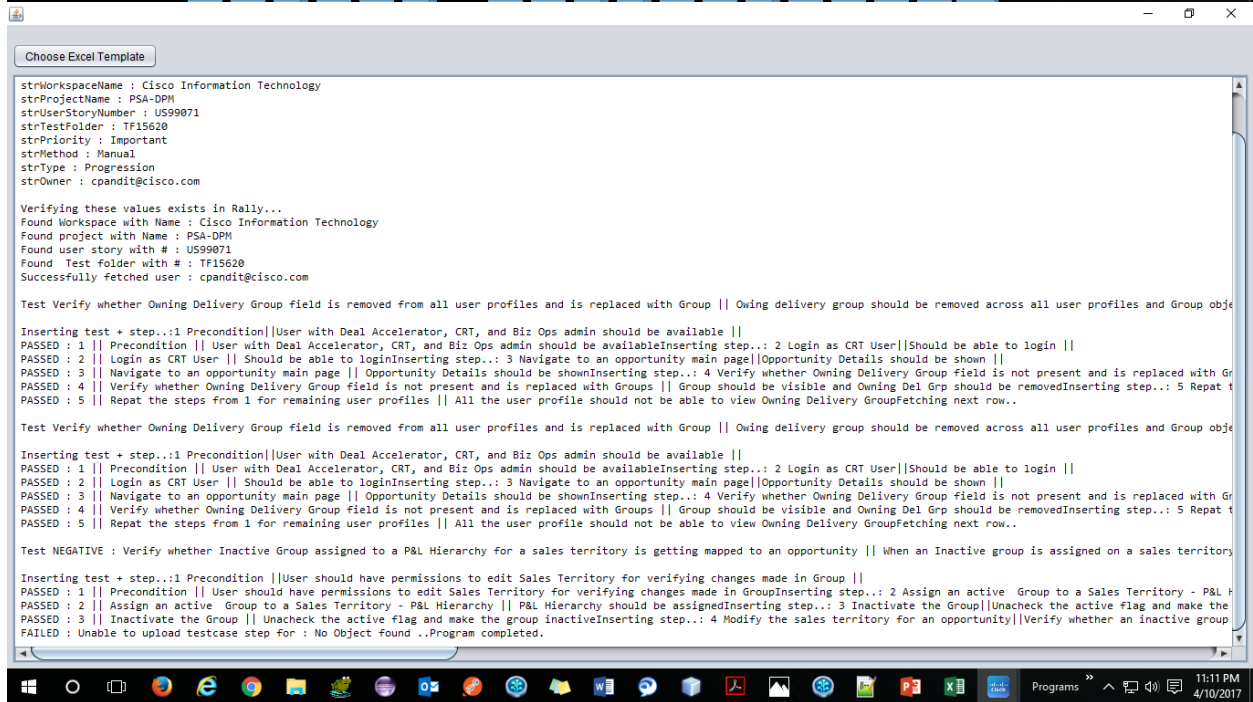 Choose Excel Template
strWorkspaceName : Cisco Information Technology
strProjectName : PSA-DPM
strUserStoryNumber : US99071
strTestFolder : TF15620
strPriority : Important
strMethod : Manual
strType : Progression
strOwner : cpandit@cisco.com
Verifying these values exists in Rally...
Found Workspace with Name : Cisco Information Technology
Found project with Name : PSA-DPM
Found user story with # : US99071
Found  Test folder with # : TF15620
Successfully fetched user : cpandit@cisco.com
Test Verify whether Owning Delivery Group field is removed from all user profiles and is replaced with Group || Owing delivery group should be removed across all user profiles and Group obje
Inserting test + step..:1 Precondition||User with Deal Accelerator, CRT, and Biz Ops admin should be available ||
PASSED : 1 || Precondition || User with Deal Accelerator, CRT, and Biz Ops admin should be availableInserting step..: 2 Login as CRT User||Should be able to login ||
PASSED : 2 || Login as CRT User || Should be able to loginInserting step..: 3 Navigate to an opportunity main page||Opportunity Details should be shown ||
PASSED : 3 || Navigate to an opportunity main page || Opportunity Details should be shownInserting step..: 4 Verify whether Owning Delivery Group field is not present and is replaced with Gr
PASSED : 4 || Verify whether Owning Delivery Group field is not present and is replaced with Groups || Group should be visible and Owning Del Grp should be removedInserting step..: 5 Repat t
PASSED : 5 || Repat the steps from 1 for remaining user profiles || All the user profile should not be able to view Owning Delivery GroupFetching next row..
Test Verify whether Owning Delivery Group field is removed from all user profiles and is replaced with Group || Owing delivery group should be removed across all user profiles and Group obje
Inserting test + step..:1 Precondition||User with Deal Accelerator, CRT, and Biz Ops admin should be available ||
PASSED : 1 || Precondition || User with Deal Accelerator, CRT, and Biz Ops admin should be availableInserting step..: 2 Login as CRT User||Should be able to login ||
PASSED : 2 || Login as CRT User || Should be able to loginInserting step..: 3 Navigate to an opportunity main page||Opportunity Details should be shown ||
PASSED : 3 || Navigate to an opportunity main page || Opportunity Details should be shownInserting step..: 4 Verify whether Owning Delivery Group field is not present and is replaced with Gr
PASSED : 4 || Verify whether Owning Delivery Group field is not present and is replaced with Groups || Group should be visible and Owning Del Grp should be removedInserting step..: 5 Repat t
PASSED : 5 || Repat the steps from 1 for remaining user profiles || All the user profile should not be able to view Owning Delivery GroupFetching next row..
Test NEGATIVE : Verify whether Inactive Group assigned to a P&L Hierarchy for a sales territory is getting mapped to an opportunity || When an Inactive group is assigned on a sales territory
Inserting test + step..:1 Precondition ||User should have permissions to edit Sales Territory for verifying changes made in Group ||
PASSED : 1 || Precondition || User should have permissions to edit Sales Territory for verifying changes made in GroupInserting step..: 2 Assign an active  Group to a Sales Territory - P&L H
PASSED : 2 || Assign an active  Group to a Sales Territory - P&L Hierarchy || P&L Hierarchy should be assignedInserting step..: 3 Inactivate the Group||Unacheck the active flag and make the
PASSED : 3 || Inactivate the Group || Unacheck the active flag and make the group inactiveInserting step..: 4 Modify the sales territory for an opportunity||Verify whether an inactive group
FAILED : Unable to upload testcase step for : No Object found ..Program completed.
Programs
11:11 PM
4/10/2017